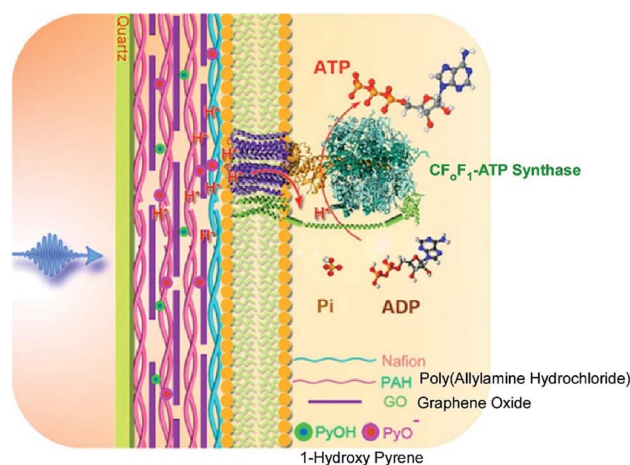 Quartz
ATP
CF₀F₁-ATP Synthase
H⁺
H⁺
H⁺
H⁺
H⁺
H⁺
H⁺
H⁺
Pi
ADP
Nafion
PAH Poly(Allylamine Hydrochloride)
GO Graphene Oxide
PyOH PyO⁻
1-Hydroxy Pyrene